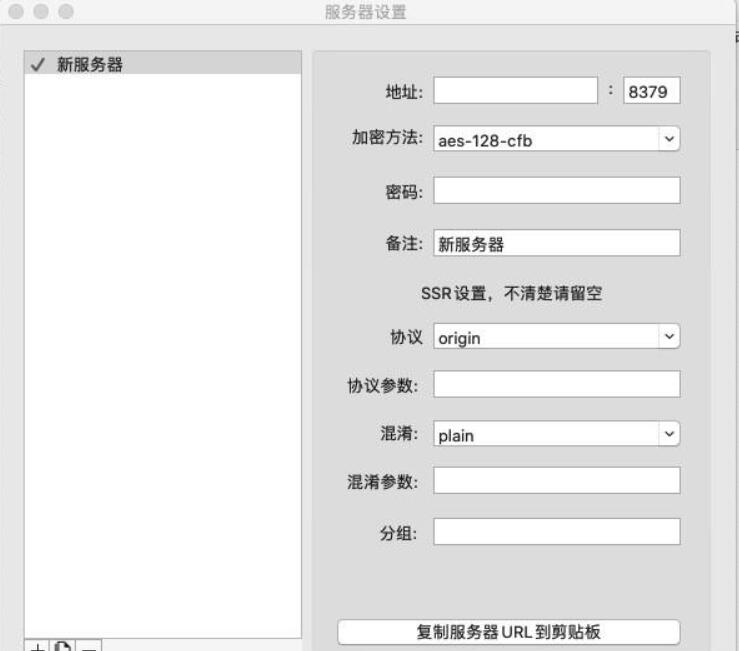 服务器设置
新服务器
地址: : 8379
加密方法: aes-128-cfb
密码:
备注: 新服务器
SSR设置，不清楚请留空
协议 origin
协议参数:
混淆: plain
混淆参数:
分组:
复制服务器URL到剪贴板